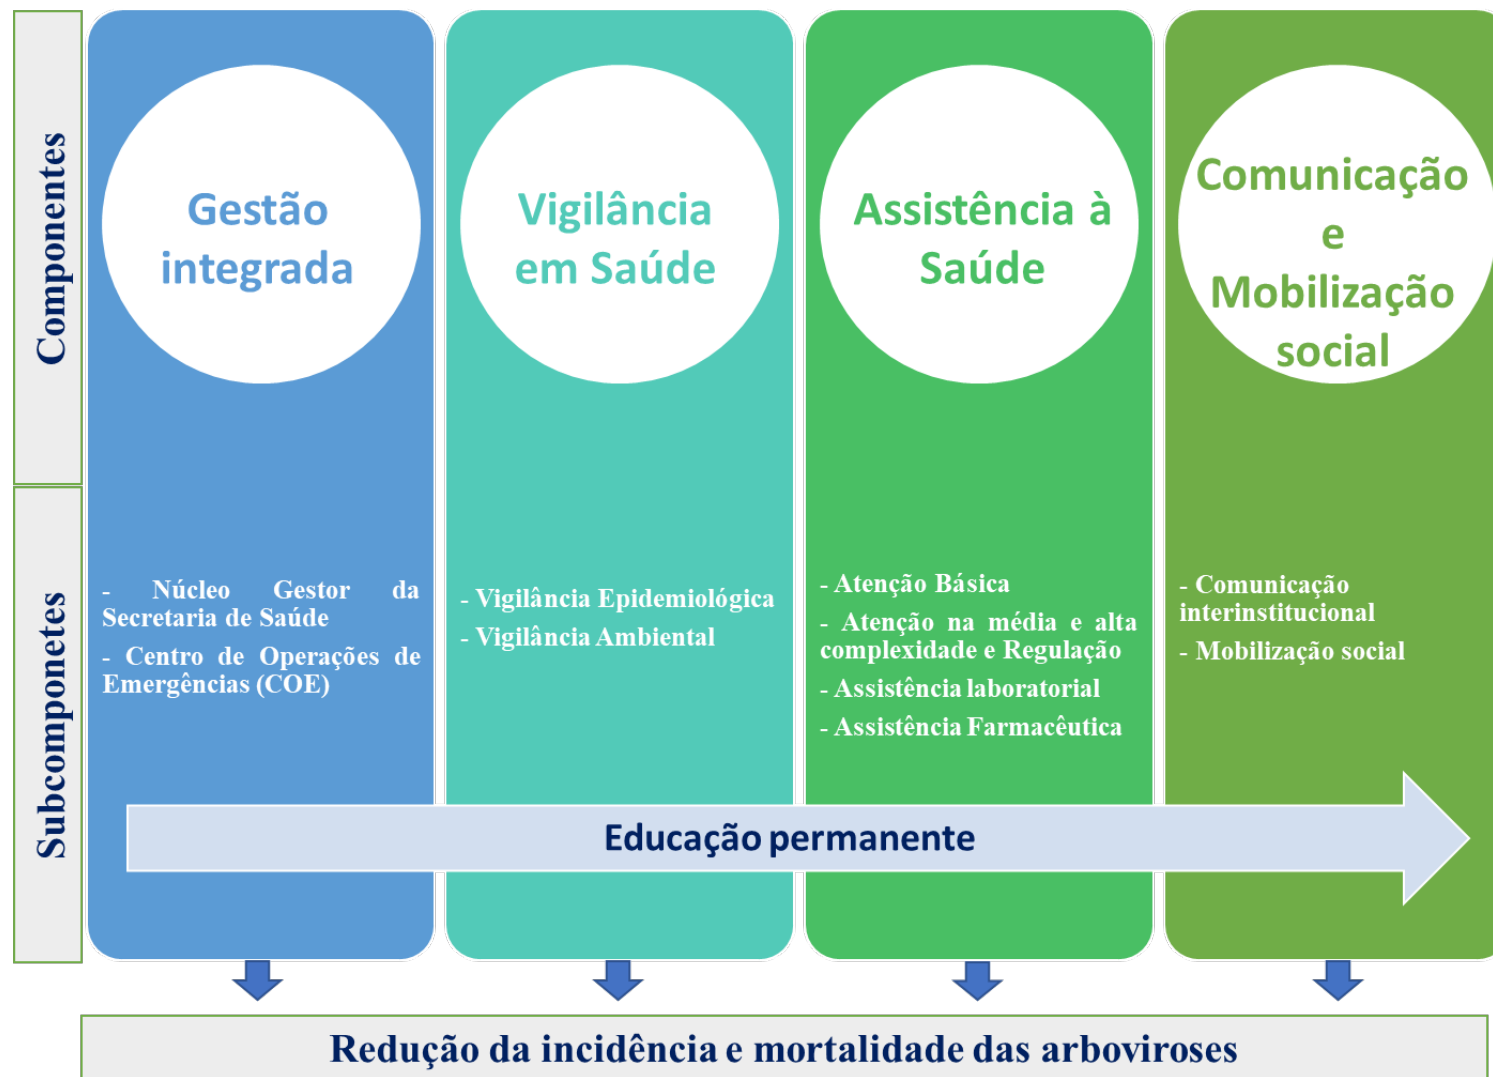 Componentes
Gestão
integrada
Vigilância
em Saúde
Assistência à
Saúde
Comunicação
e
Mobilização
social
Subcomponetes
- Núcleo Gestor da
Secretaria de Saúde
- Centro de Operações de
Emergências (COE)
- Vigilância Epidemiológica
- Vigilância Ambiental
- Atenção Básica
- Atenção na média e alta
complexidade e Regulação
- Assistência laboratorial
- Assistência Farmacêutica
- Comunicação
interinstitucional
- Mobilização social
Educação permanente
Redução da incidência e mortalidade das arboviroses